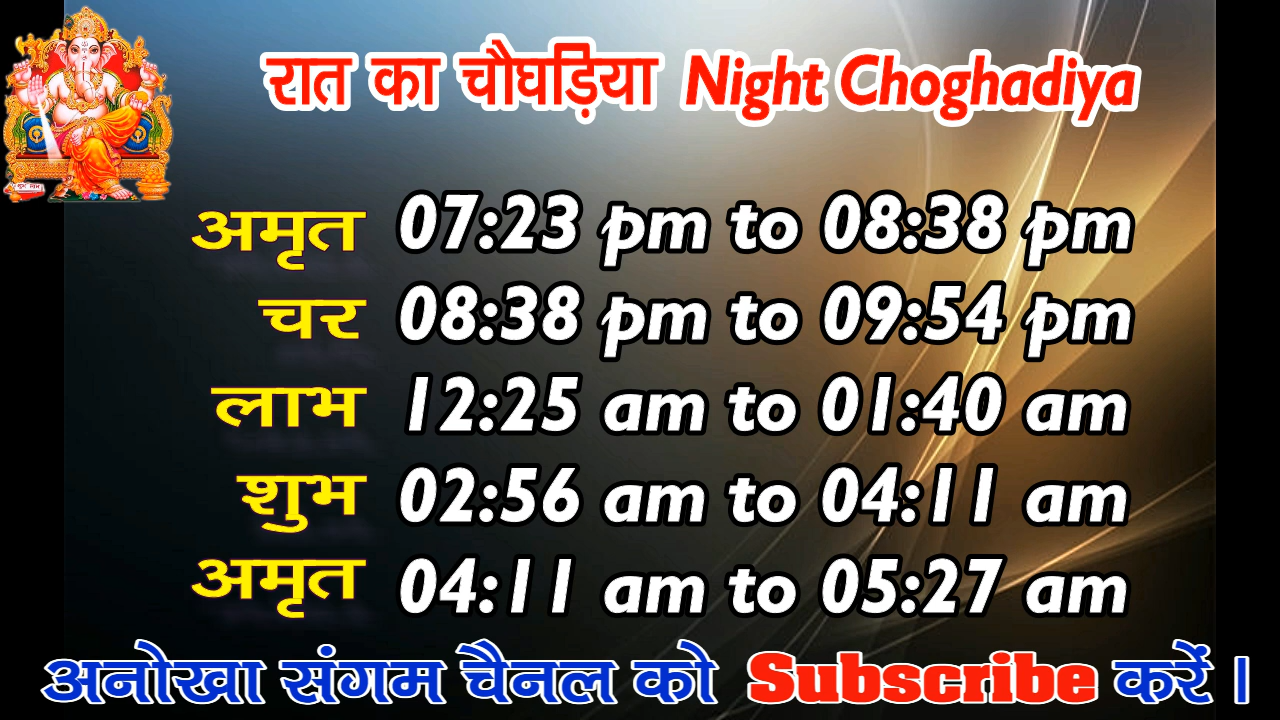 रात का चौघड़िया Night Choghadiya
अमृत 07:23 pm to 08:38 pm
चर 08:38 pm to 09:54 pm
लाभ 12:25 am to 01:40 am
शुभ 02:56 am to 04:11 am
अमृत 04:11 am to 05:27 am
अनोखा संगम चैनल को Subscribe करें।